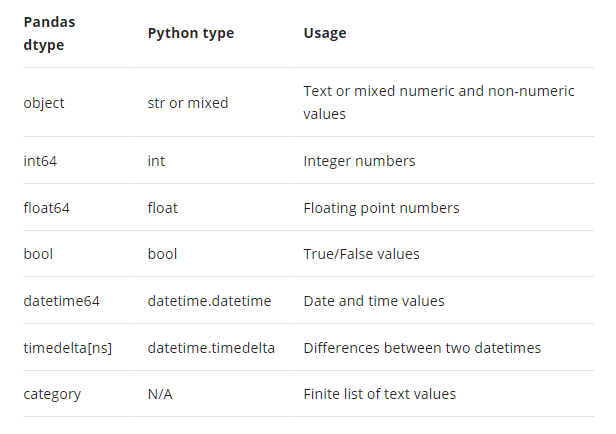 Pandas dtype Python type Usage
object str or mixed Text or mixed numeric and non-numeric values
int64 int Integer numbers
float64 float Floating point numbers
bool bool True/False values
datetime64 datetime.datetime Date and time values
timedelta[ns] datetime.timedelta Differences between two datetimes
category N/A Finite list of text values